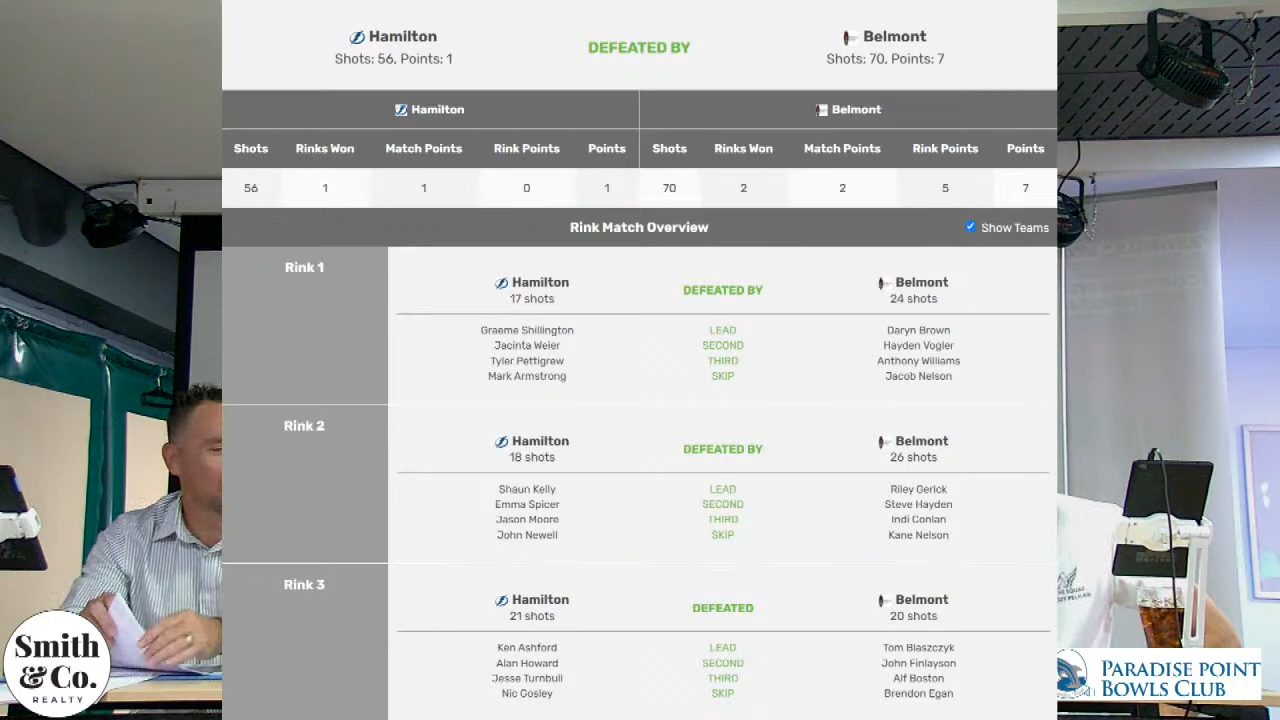 Hamilton
Shots: 56, Points: 1
DEFEATED BY
Belmont
Shots: 70, Points: 7
Hamilton
Belmont
Shots Rinks Won Match Points Rink Points Points Shots Rinks Won Match Points Rink Points Points
56 1 1 0 1 70 2 2 5 7
Rink Match Overview
Show Teams
Rink 1
Hamilton DEFEATED BY Belmont
17 shots 24 shots
Graeme Shillington LEAD Daryn Brown
Jacinta Weier SECOND Hayden Vogler
Tyler Pettigrew THIRD Anthony Williams
Mark Armstrong SKIP Jacob Nelson
Rink 2
Hamilton DEFEATED BY Belmont
18 shots 26 shots
Shaun Kelly LEAD Riley Gerick
Emma Spicer SECOND Steve Hayden
Jason Moore THIRD Indi Conlan
John Newell SKIP Kane Nelson
Rink 3
Hamilton DEFEATED Belmont
21 shots 20 shots
Ken Ashford LEAD Tom Blaszczyk
Alan Howard SECOND John Finlayson
Jesse Turnbull THIRD Alf Boston
Nic Gosley SKIP Brendon Egan
Smith
& Co.
REALTY
PARADISE POINT
BOWLS CLUB